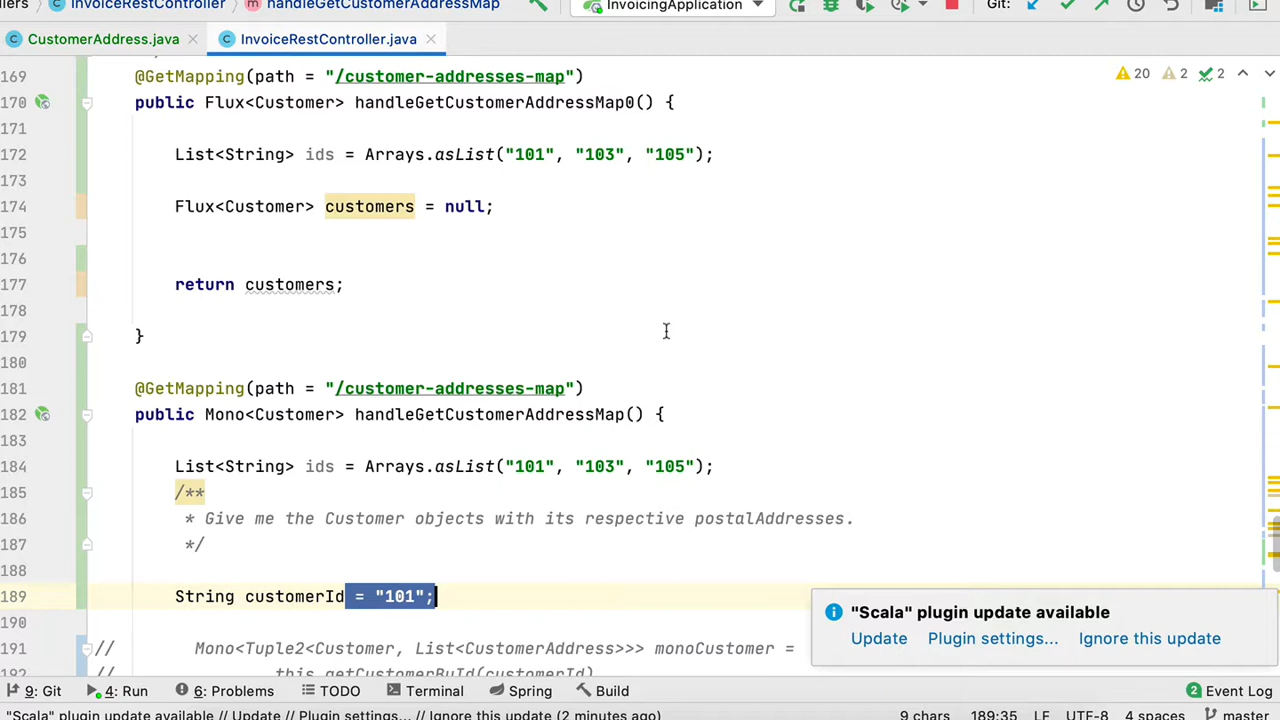 llers InvoiceRestController handleGetCustomerAddressMap InvoicingApplication Git:
CustomerAddress.java InvoiceRestController.java
169 @GetMapping(path = "/customer-addresses-map") 20 2 2
170 public Flux<Customer> handleGetCustomerAddressMap0() {
171
172 List<String> ids = Arrays.asList("101", "103", "105");
173
174 Flux<Customer> customers = null;
175
176
177 return customers;
178
179 }
180
181 @GetMapping(path = "/customer-addresses-map")
182 public Mono<Customer> handleGetCustomerAddressMap() {
183
184 List<String> ids = Arrays.asList("101", "103", "105");
185 /**
186 * Give me the Customer objects with its respective postalAddresses.
187 */
188
189 String customerId = "101";
190
191 // Mono<Tuple2<Customer, List<CustomerAddress>>> monoCustomer =
192 // this.getCustomerById(customerId)
"Scala" plugin update available
Update Plugin settings... Ignore this update
9: Git 4: Run 6: Problems TODO Terminal Spring Build 2 Event Log
"Scala" plugin update available // Update // Plugin settings... // Ignore this update (2 minutes ago) 9 chars 189:35 LF UTF-8 4 spaces master